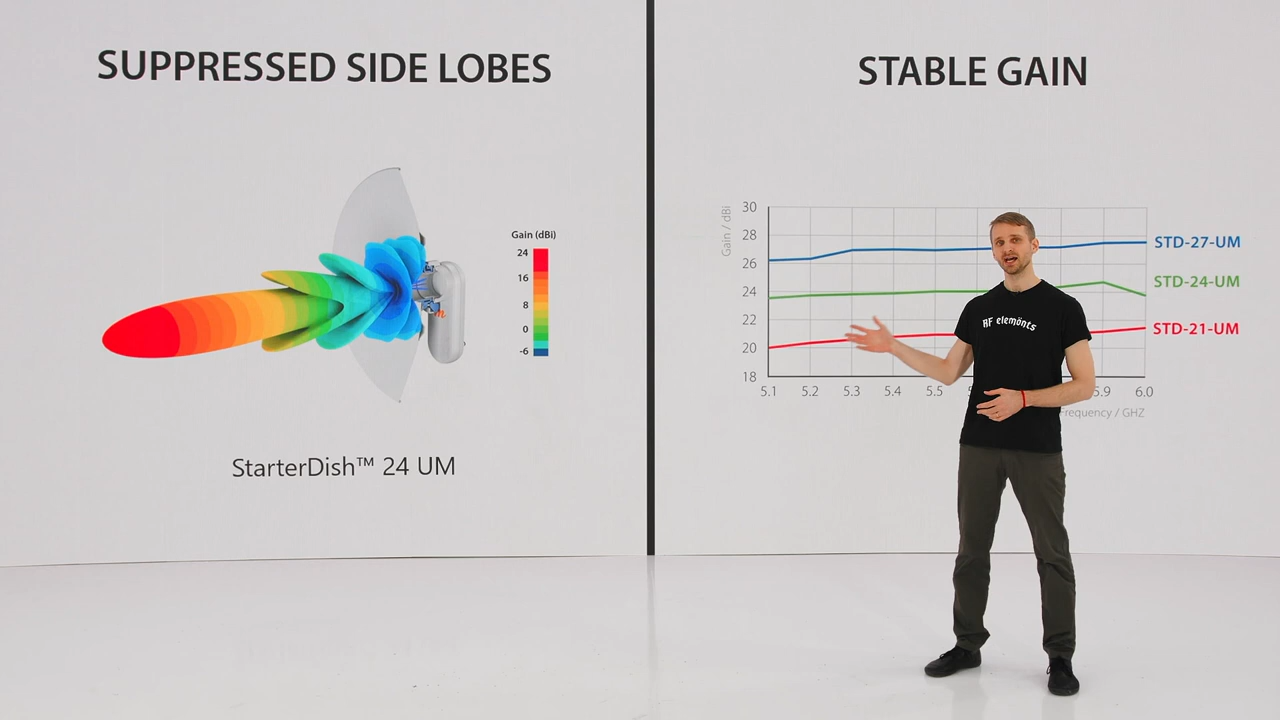 SUPPRESSED SIDE LOBES
Gain (dBi)
24
16
8
0
-6
StarterDish™ 24 UM
STABLE GAIN
Gain / dBi
30
28
26
24
22
20
18
5.1
5.2
5.3
5.4
5.5
5.9
6.0
Frequency / GHZ
STD-27-UM
STD-24-UM
STD-21-UM
RF elemönts